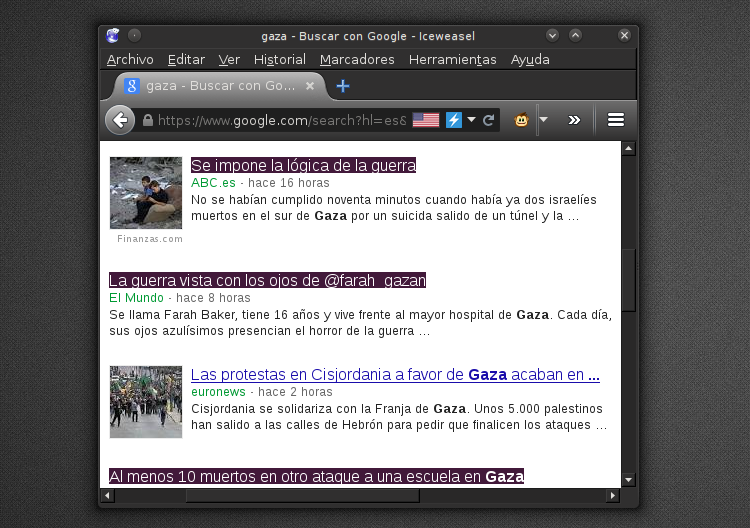 gaza - Buscar con Google - Iceweasel
Archivo Editar Ver Historial Marcadores Herramientas Ayuda
gaza - Buscar con Go...
https://www.google.com/search?hl=es&
Se impone la lógica de la guerra
ABC.es - hace 16 horas
No se habían cumplido noventa minutos cuando había ya dos israelíes
muertos en el sur de Gaza por un suicida salido de un túnel y la ...
Finanzas.com
La guerra vista con los ojos de @farah_gazan
El Mundo - hace 8 horas
Se llama Farah Baker, tiene 16 años y vive frente al mayor hospital de Gaza. Cada día,
sus ojos azulísimos presencian el horror de la guerra ...
Las protestas en Cisjordania a favor de Gaza acaban en ...
euronews - hace 2 horas
Cisjordania se solidariza con la Franja de Gaza. Unos 5.000 palestinos
han salido a las calles de Hebrón para pedir que finalicen los ataques ...
Al menos 10 muertos en otro ataque a una escuela en Gaza